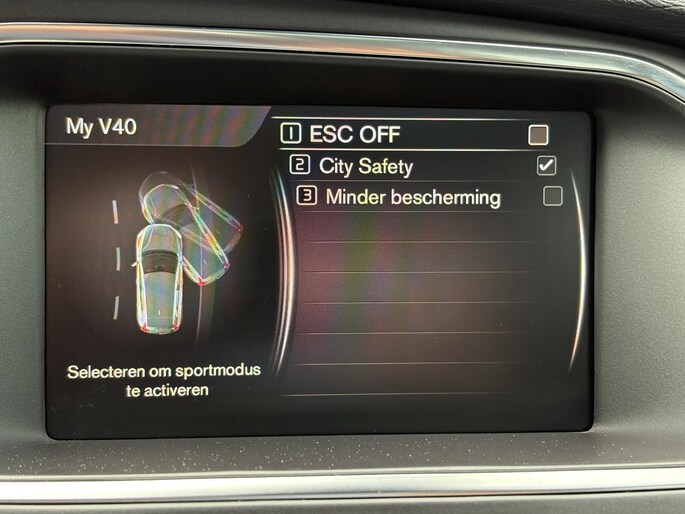 My V40
1 ESC OFF
2 City Safety
3 Minder bescherming
Selecteren om sportmodus
te activeren